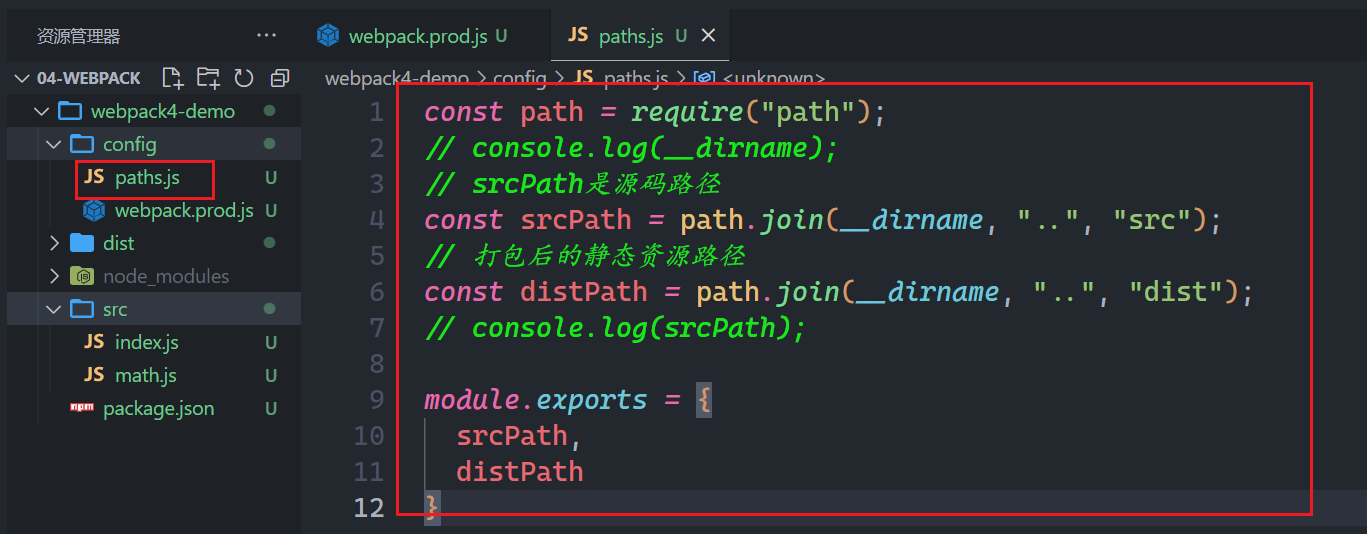 资源管理器 ···
webpack.prod.js U
JS paths.js U
04-WEBPACK
webpack4-demo > config > JS paths.js > <unknown>
webpack4-demo
config
JS paths.js U
webpack.prod.js U
dist
node_modules
src
JS index.js U
JS math.js U
npm package.json U
1 const path = require("path");
2 // console.log(__dirname);
3 // srcPath是源码路径
4 const srcPath = path.join(__dirname, "..", "src");
5 // 打包后的静态资源路径
6 const distPath = path.join(__dirname, "..", "dist");
7 // console.log(srcPath);
8
9 module.exports = {
10 srcPath,
11 distPath
12 }